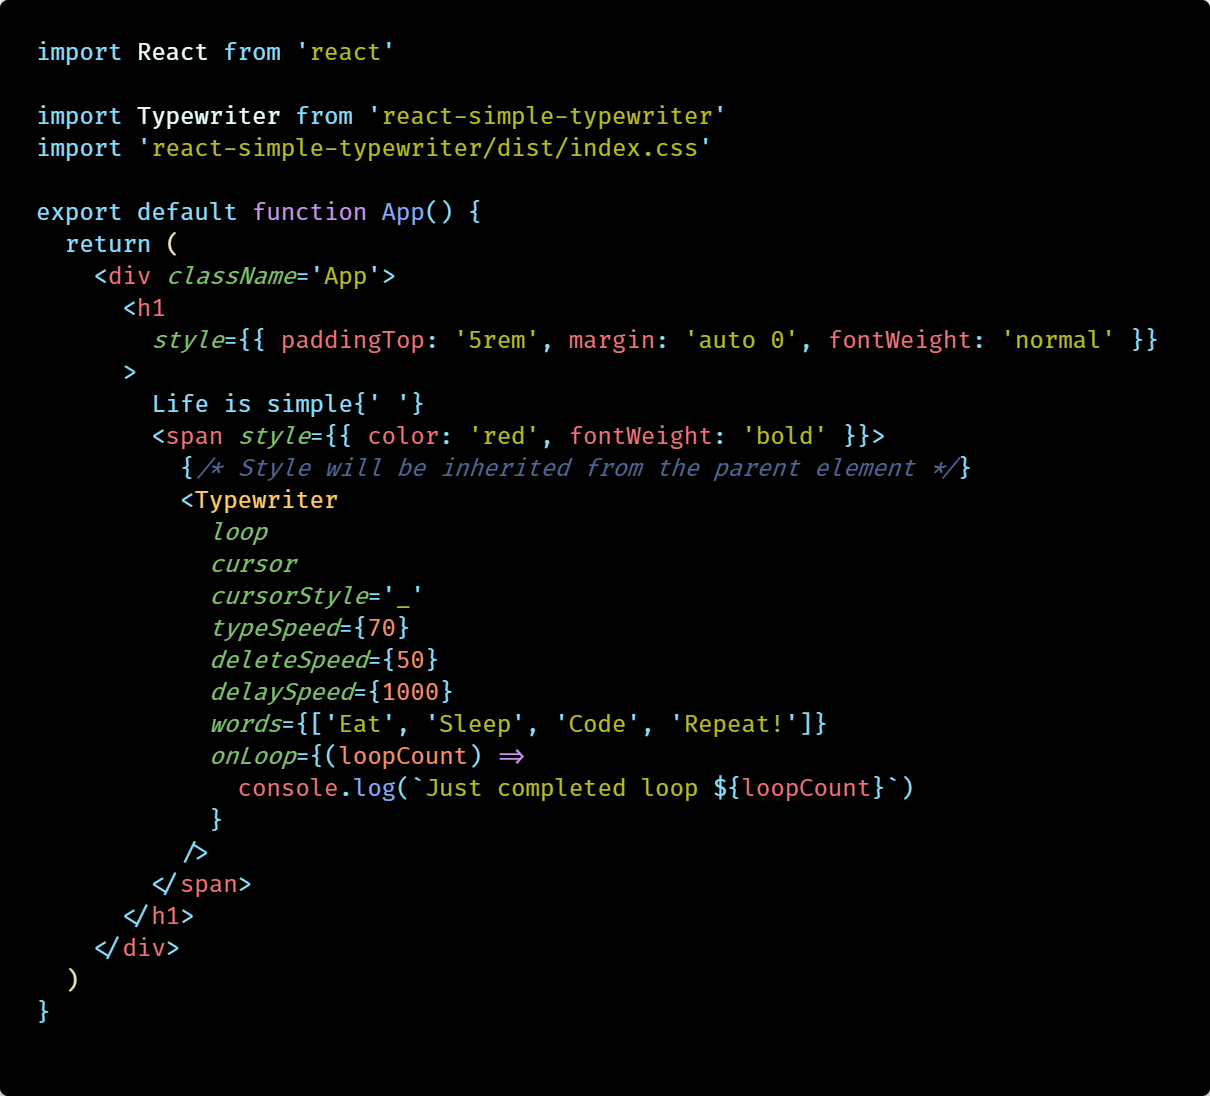 import React from 'react'

import Typewriter from 'react-simple-typewriter'
import 'react-simple-typewriter/dist/index.css'

export default function App() {
  return (
    <div className='App'>
      <h1
        style={{ paddingTop: '5rem', margin: 'auto 0', fontWeight: 'normal' }}
      >
        Life is simple{' '}
        <span style={{ color: 'red', fontWeight: 'bold' }}>
          {/* Style will be inherited from the parent element */}
          <Typewriter
            loop
            cursor
            cursorStyle='_'
            typeSpeed={70}
            deleteSpeed={50}
            delaySpeed={1000}
            words={['Eat', 'Sleep', 'Code', 'Repeat!']}
            onLoop={(loopCount) =>
              console.log(`Just completed loop ${loopCount}`)
            }
          />
        </span>
      </h1>
    </div>
  )
}